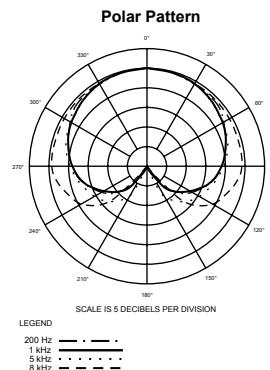 Polar Pattern
0°
330°
30°
300°
60°
270°
90°
240°
120°
210°
150°
180°
SCALE IS 5 DECIBELS PER DIVISION
LEGEND
200 Hz
1 kHz
5 kHz
8 kHz